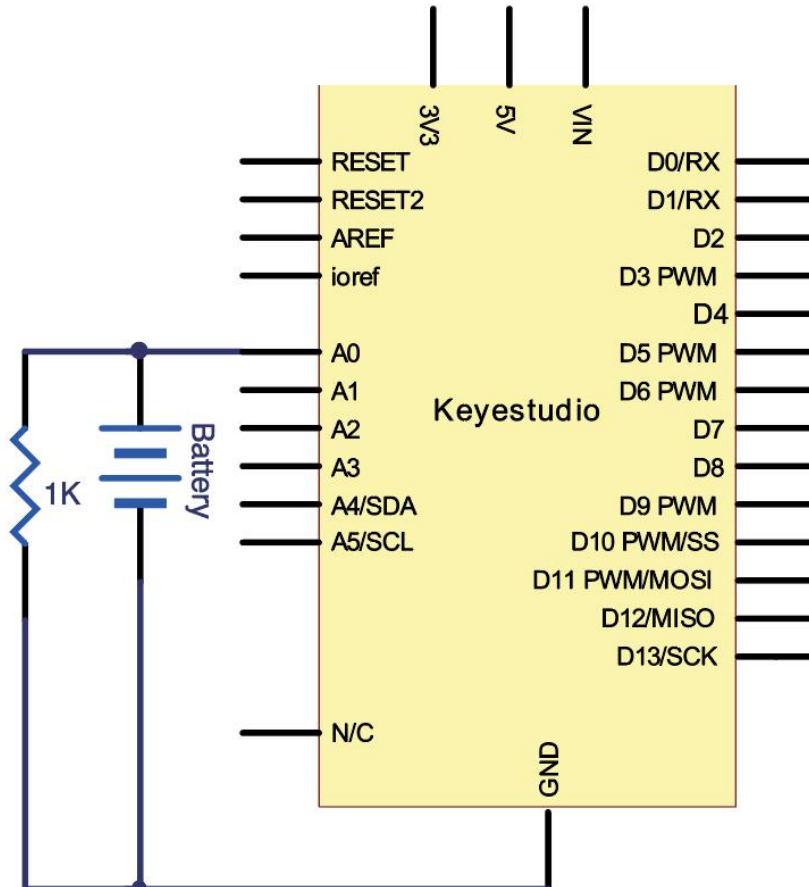 3V3
5V
VIN
RESET
RESET2
AREF
ioref
A0
A1
A2
A3
A4/SDA
A5/SCL
N/C
D0/RX
D1/RX
D2
D3 PWM
D4
D5 PWM
D6 PWM
D7
D8
D9 PWM
D10 PWM/SS
D11 PWM/MOSI
D12/MISO
D13/SCK
Keyestudio
1K
Battery
GND